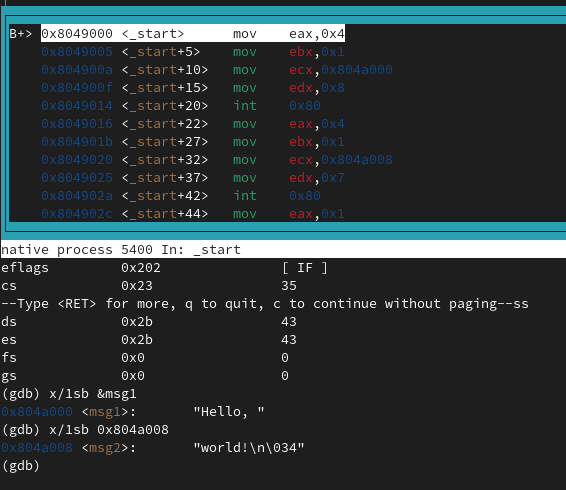 B+> 0x8049000 <_start>      mov    eax,0x4
0x8049005 <_start+5>    mov    ebx,0x1
0x804900a <_start+10>   mov    ecx,0x804a000
0x804900f <_start+15>   mov    edx,0x8
0x8049014 <_start+20>   int    0x80
0x8049016 <_start+22>   mov    eax,0x4
0x804901b <_start+27>   mov    ebx,0x1
0x8049020 <_start+32>   mov    ecx,0x804a008
0x8049025 <_start+37>   mov    edx,0x7
0x804902a <_start+42>   int    0x80
0x804902c <_start+44>   mov    eax,0x1
native process 5400 In: _start
eflags         0x202               [ IF ]
cs             0x23                35
--Type <RET> for more, q to quit, c to continue without paging--ss
ds             0x2b                43
es             0x2b                43
fs             0x0                 0
gs             0x0                 0
(gdb) x/1sb &msg1
0x804a000 <msg1>:       "Hello, "
(gdb) x/1sb 0x804a008
0x804a008 <msg2>:       "world!\n\034"
(gdb)